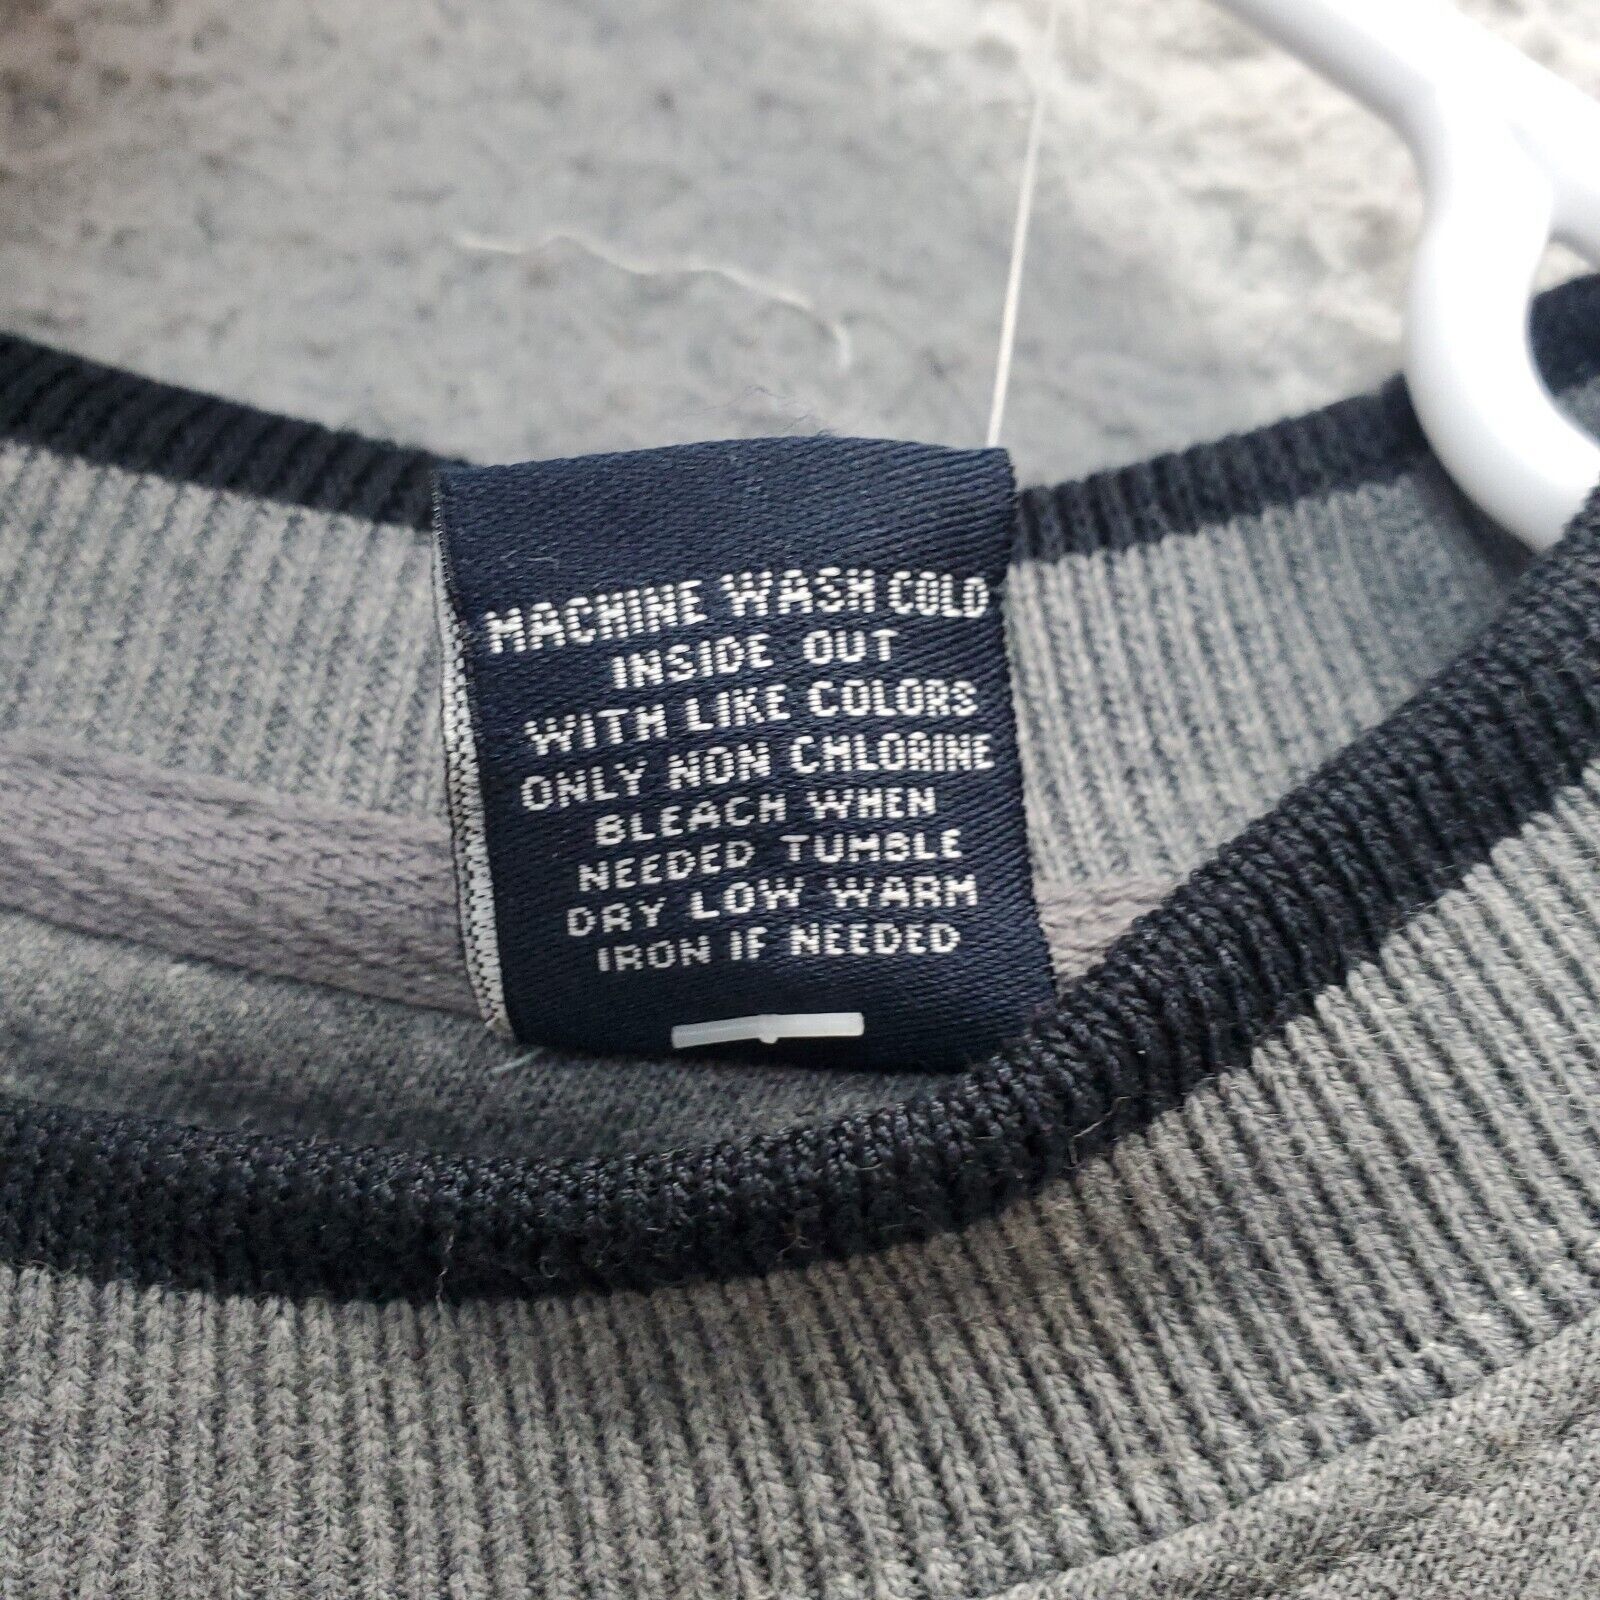 MACHINE WASH COLD
INSIDE OUT
WITH LIKE COLORS
ONLY NON CHLORINE
BLEACH WHEN
NEEDED TUMBLE
DRY LOW WARM
IRON IF NEEDED